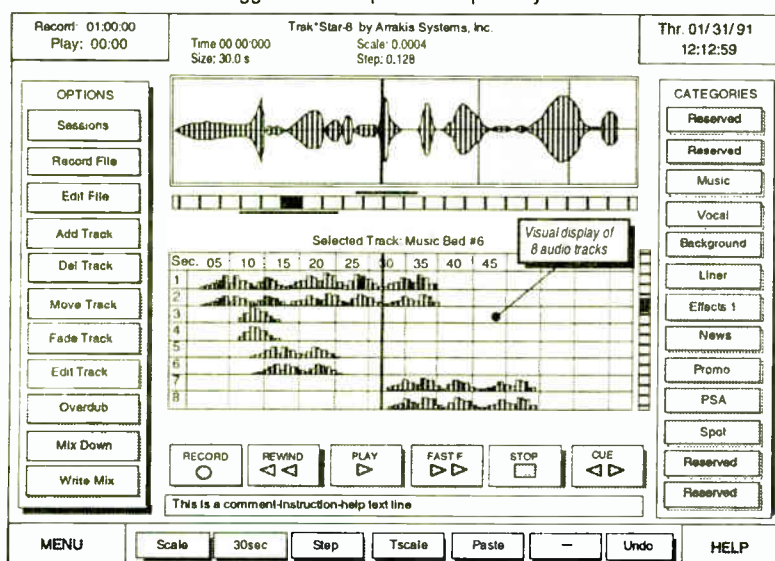 Record: 01:00:00
Play: 00:00
Trak*Star-8 by Arrakis Systems, Inc.
Time 00 00'000
Scale: 0.0004
Size: 30.0 s
Step: 0.128
Thr. 01/31/91
12:12:59
OPTIONS
Sessions
Record File
Edit File
Add Track
Del Track
Move Track
Fade Track
Edit Track
Overdub
Mix Down
Write Mix
Selected Track: Music Bed #6
Visual display of
8 audio tracks
Sec. 05 10 15 20 25 30 35 40 45
1
2
3
4
5
6
7
8
RECORD
REWIND
PLAY
FAST F
STOP
CUE
This is a comment-instruction-help text line
CATEGORIES
Reserved
Reserved
Music
Vocal
Background
Liner
Effects 1
News
Promo
PSA
Spot
Reserved
Reserved
MENU
Scale
30sec
Step
Tscale
Paste
—
Undo
HELP